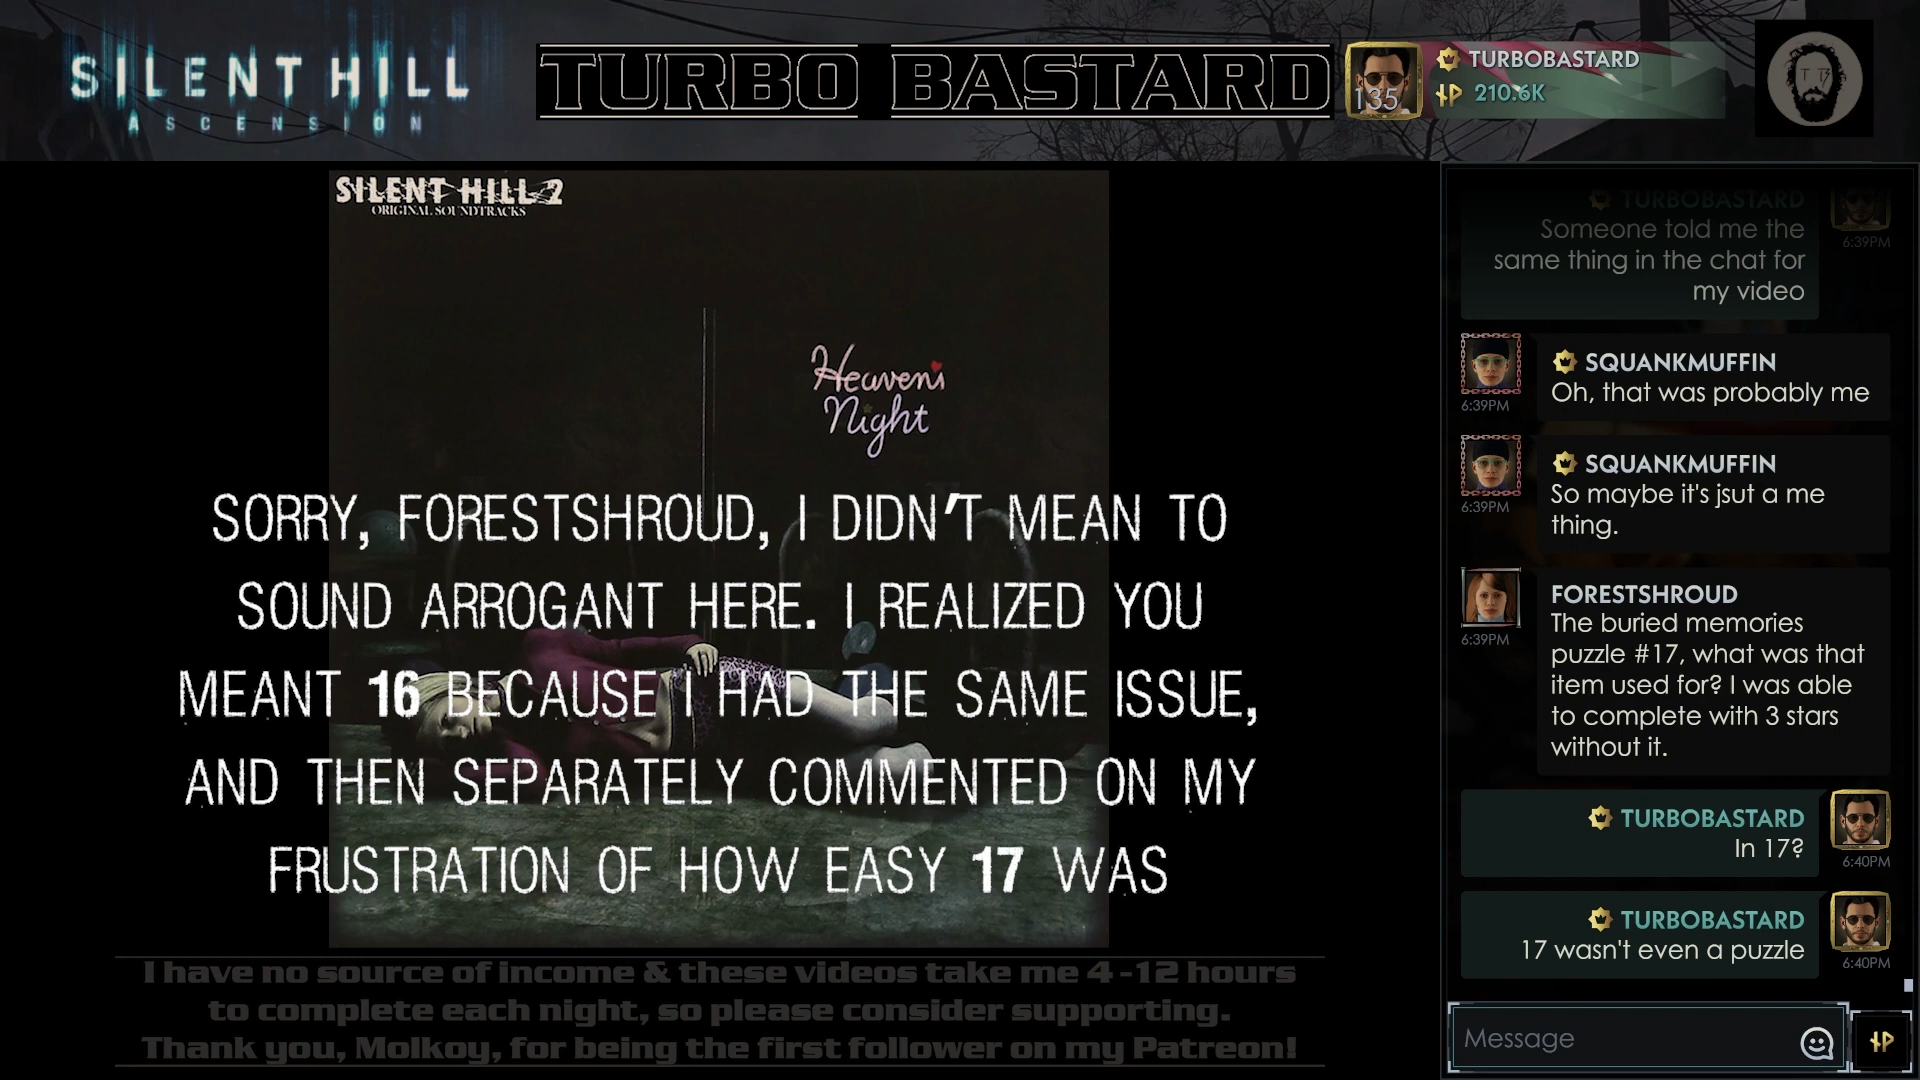 SILENT HILL
ASCENSION
TURBO BASTARD
135
TURBOBASTARD
210.6K
SILENT HILL 2
ORIGINAL SOUNDTRACKS
Heaven's
Night
SORRY, FORESTSHROUD, I DIDN'T MEAN TO
SOUND ARROGANT HERE. I REALIZED YOU
MEANT 16 BECAUSE I HAD THE SAME ISSUE,
AND THEN SEPARATELY COMMENTED ON MY
FRUSTRATION OF HOW EASY 17 WAS
I have no source of income & these videos take me 4 -12 hours
to complete each night, so please consider supporting.
Thank you, Molkoy, for being the first follower on my Patreon!
TURBOBASTARD
Someone told me the
same thing in the chat for
my video
6:39PM
SQUANKMUFFIN
Oh, that was probably me
6:39PM
SQUANKMUFFIN
So maybe it's jsut a me
thing.
6:39PM
FORESTSHROUD
The buried memories
puzzle #17, what was that
item used for? I was able
to complete with 3 stars
without it.
6:39PM
TURBOBASTARD
In 17?
6:40PM
TURBOBASTARD
17 wasn't even a puzzle
6:40PM
Message